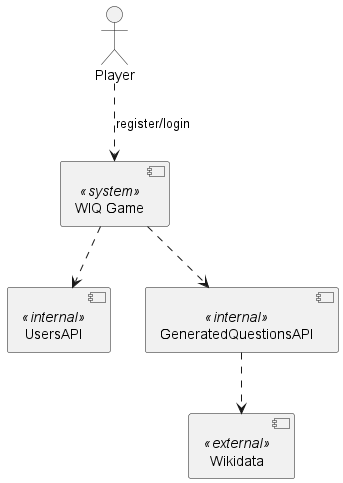 Player
register/login
«system»
WIQ Game
«internal»
UsersAPI
«internal»
GeneratedQuestionsAPI
«external»
Wikidata